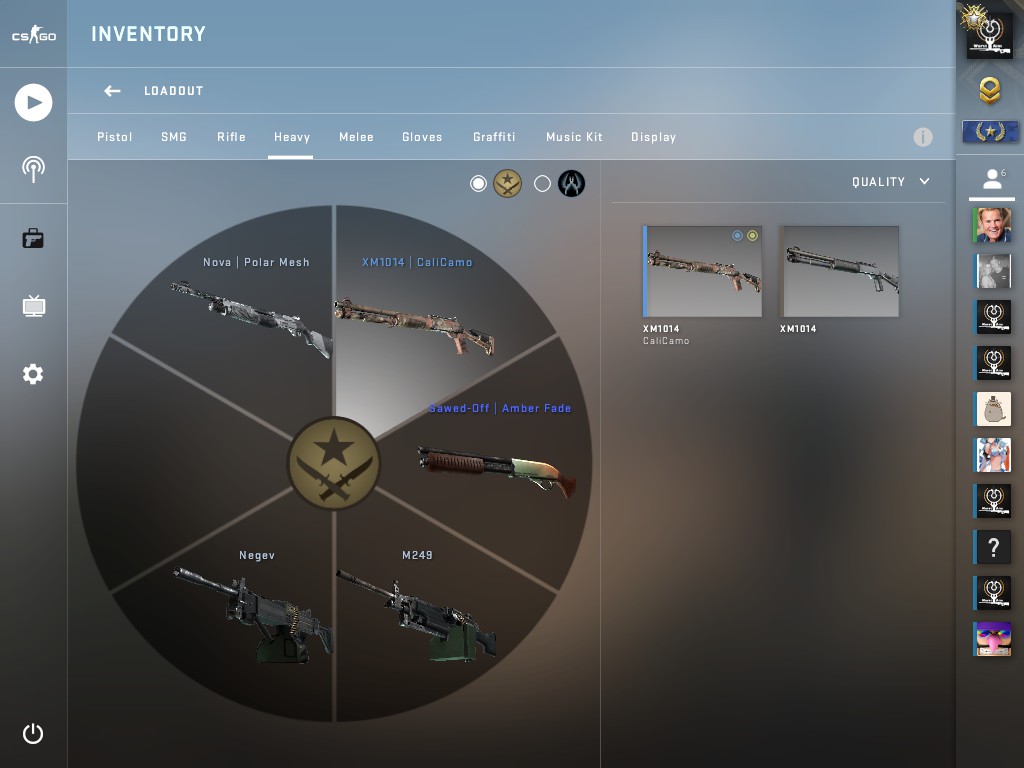 CS GO
INVENTORY
LOADOUT
Pistol SMG Rifle Heavy Melee Gloves Graffiti Music Kit Display
i
QUALITY
6
Nova | Polar Mesh
XM1014 | CaliCamo
XM1014
CaliCamo
XM1014
Sawed-Off | Amber Fade
Negev
M249
?